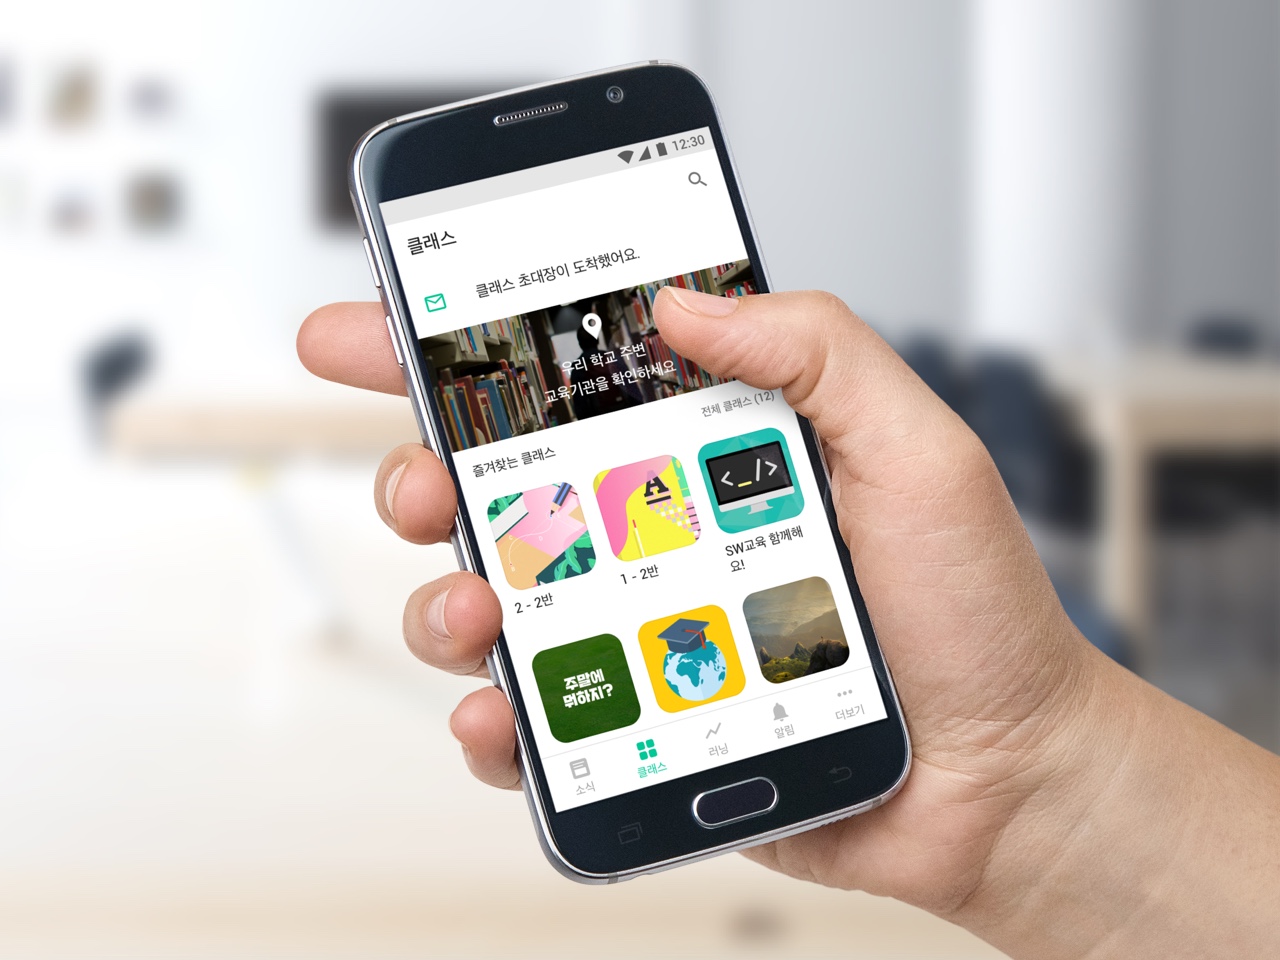 12:30
클래스
클래스 초대장이 도착했어요.
우리 학교 주변
교육기관을 확인하세요
전체 클래스 (12)
즐겨찾는 클래스
A
<_/>
2 - 2반
1 - 2반
SW교육 함께해
요!
주말에
뭐하지?
소식
클래스
러닝
알림
더보기